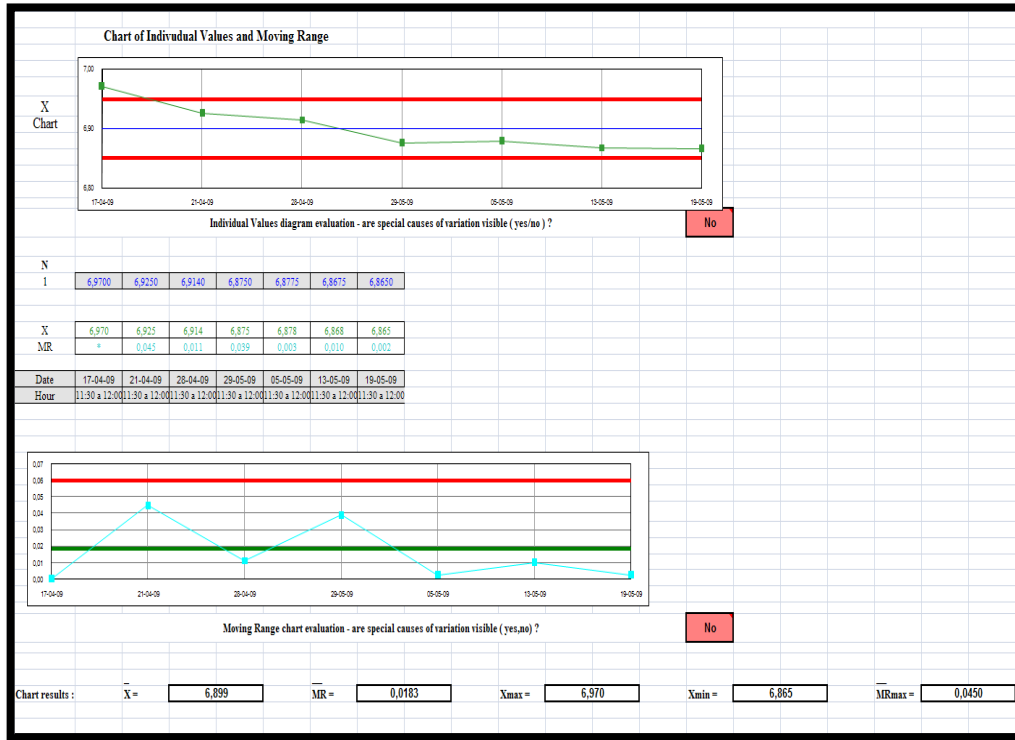 Chart of Indivudual Values and Moving Range
X
Chart
7,00
6,90
6,80
17-04-09 21-04-09 28-04-09 29-05-09 05-05-09 13-05-09 19-05-09
Individual Values diagram evaluation - are special causes of variation visible ( yes/no ) ?
No
N
1 6,9700 6,9250 6,9140 6,8750 6,8775 6,8675 6,8650
X 6,970 6,925 6,914 6,875 6,878 6,868 6,865
MR * 0,045 0,011 0,039 0,003 0,010 0,002
Date 17-04-09 21-04-09 28-04-09 29-05-09 05-05-09 13-05-09 19-05-09
Hour 11:30 a 12:00 11:30 a 12:00 11:30 a 12:00 11:30 a 12:00 11:30 a 12:00 11:30 a 12:00 11:30 a 12:00
0,07
0,06
0,05
0,04
0,03
0,02
0,01
0,00
17-04-09 21-04-09 28-04-09 29-05-09 05-05-09 13-05-09 19-05-09
Moving Range chart evaluation - are special causes of variation visible ( yes,no) ?
No
Chart results : X = 6,899 MR = 0,0183 Xmax = 6,970 Xmin = 6,865 MRmax = 0,0450